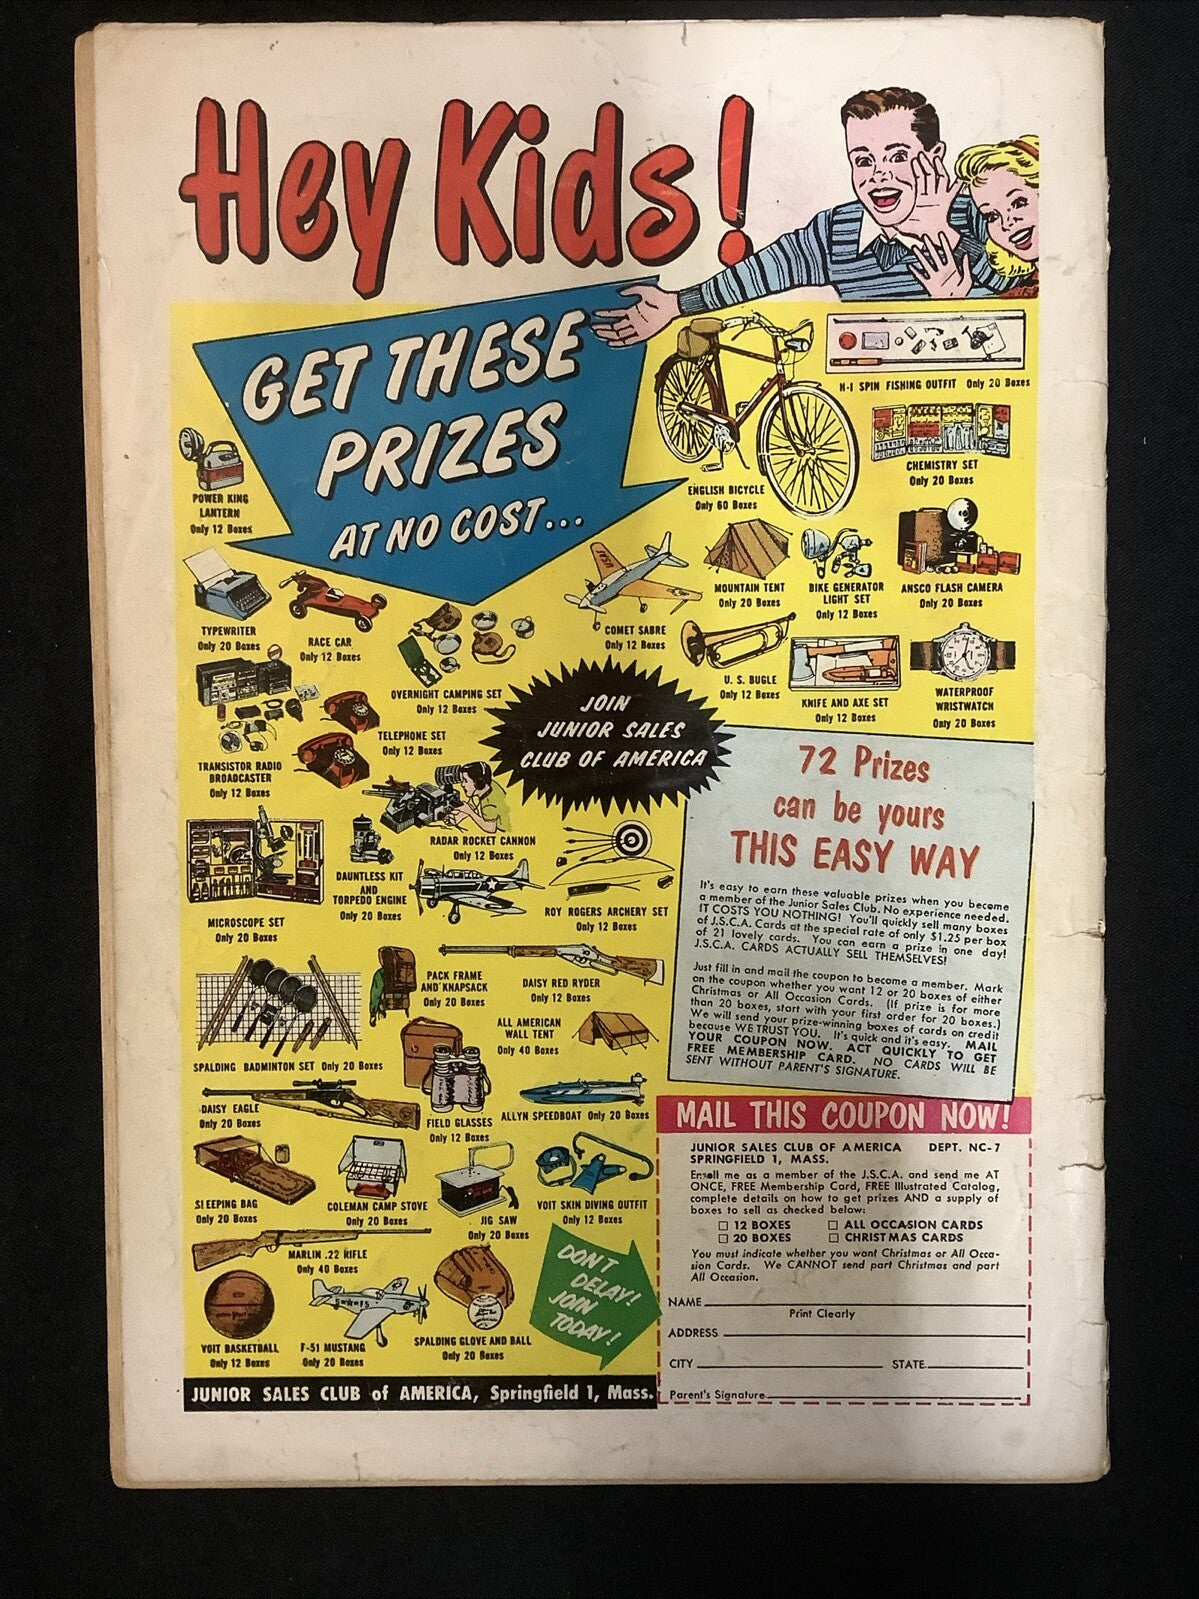 Hey Kids!
GET THESE
PRIZES
AT NO COST...
N-1 SPIN FISHING OUTFIT Only 20 Boxes
CHEMISTRY SET
Only 20 Boxes
ENGLISH BICYCLE
Only 60 Boxes
POWER KING
LANTERN
Only 12 Boxes
MOUNTAIN TENT
Only 20 Boxes
BIKE GENERATOR
LIGHT SET
Only 12 Boxes
ANSCO FLASH CAMERA
Only 20 Boxes
TYPEWRITER
Only 20 Boxes
RACE CAR
Only 12 Boxes
COMET SABRE
Only 12 Boxes
OVERNIGHT CAMPING SET
Only 12 Boxes
U. S. BUGLE
Only 12 Boxes
KNIFE AND AXE SET
Only 12 Boxes
WATERPROOF
WRISTWATCH
Only 20 Boxes
TELEPHONE SET
Only 12 Boxes
TRANSISTOR RADIO
BROADCASTER
Only 12 Boxes
JOIN
JUNIOR SALES
CLUB OF AMERICA
RADAR ROCKET CANNON
Only 12 Boxes
DAUNTLESS KIT
AND
TORPEDO ENGINE
Only 20 Boxes
ROY ROGERS ARCHERY SET
Only 12 Boxes
MICROSCOPE SET
Only 20 Boxes
PACK FRAME
AND KNAPSACK
Only 20 Boxes
DAISY RED RYDER
Only 12 Boxes
ALL AMERICAN
WALL TENT
Only 40 Boxes
SPALDING BADMINTON SET Only 20 Boxes
DAISY EAGLE
Only 20 Boxes
FIELD GLASSES
Only 12 Boxes
ALLYN SPEEDBOAT Only 20 Boxes
SLEEPING BAG
Only 20 Boxes
COLEMAN CAMP STOVE
Only 20 Boxes
JIG SAW
Only 20 Boxes
VOIT SKIN DIVING OUTFIT
Only 12 Boxes
MARLIN .22 RIFLE
Only 40 Boxes
VOIT BASKETBALL
Only 12 Boxes
F-51 MUSTANG
Only 20 Boxes
SPALDING GLOVE AND BALL
Only 20 Boxes
DON'T
DELAY!
JOIN
TODAY!
JUNIOR SALES CLUB of AMERICA, Springfield 1, Mass.
72 Prizes
can be yours
THIS EASY WAY
It's easy to earn these valuable prizes when you become
a member of the Junior Sales Club. No experience needed.
IT COSTS YOU NOTHING! You'll quickly sell many boxes
of J.S.C.A. Cards at the special rate of only $1.25 per box
of 21 lovely cards. You can earn a prize in one day!
J.S.C.A. CARDS ACTUALLY SELL THEMSELVES!
Just fill in and mail the coupon to become a member. Mark
on the coupon whether you want 12 or 20 boxes of either
Christmas or All Occasion Cards. (If prize is for more
than 20 boxes, start with your first order for 20 boxes.)
We will send your prize-winning boxes of cards on credit
because WE TRUST YOU. It's quick and it's easy. MAIL
YOUR COUPON NOW. ACT QUICKLY TO GET
FREE MEMBERSHIP CARD. NO CARDS WILL BE
SENT WITHOUT PARENT'S SIGNATURE.
MAIL THIS COUPON NOW!
JUNIOR SALES CLUB OF AMERICA DEPT. NC-7
SPRINGFIELD 1, MASS.
Enroll me as a member of the J.S.C.A. and send me AT
ONCE, FREE Membership Card, FREE Illustrated Catalog,
complete details on how to get prizes AND a supply of
boxes to sell as checked below:
☐ 12 BOXES ☐ ALL OCCASION CARDS
☐ 20 BOXES ☐ CHRISTMAS CARDS
You must indicate whether you want Christmas or All Occa-
sion Cards. We CANNOT send part Christmas and part
All Occasion.
NAME
Print Clearly
ADDRESS
CITY STATE
Parent's Signature